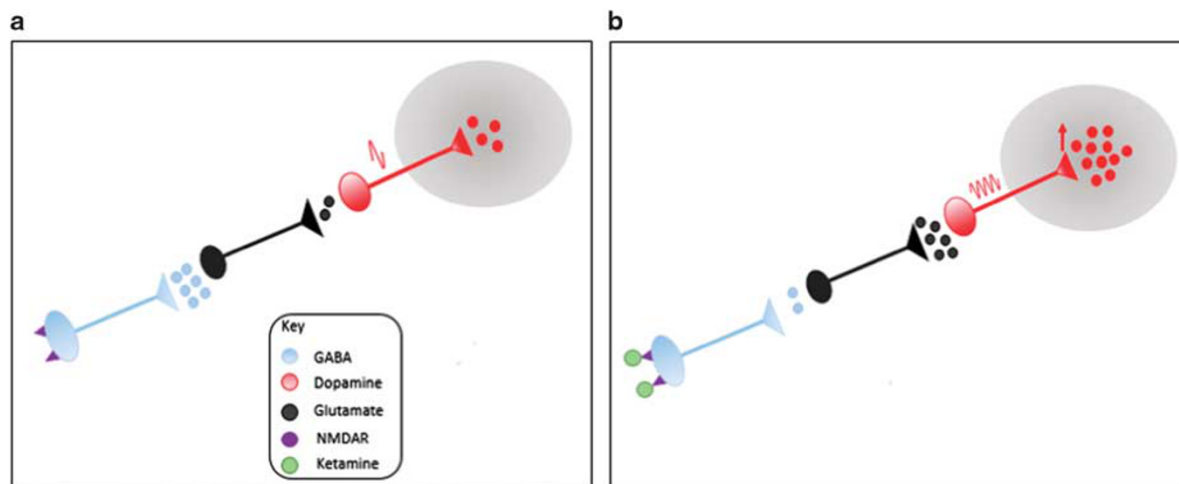 a
b
Key
GABA
Dopamine
Glutamate
NMDAR
Ketamine